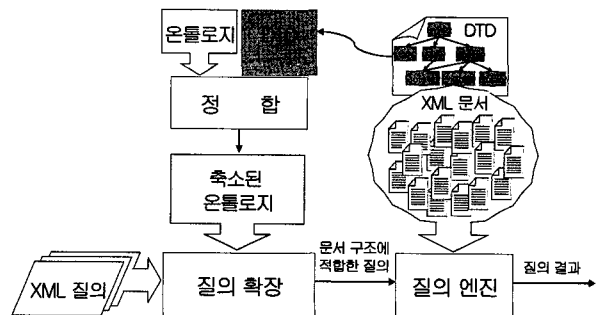 온톨로지
DTD
XML 문서
정 합
축소된
온톨로지
문서 구조에
적합한 질의
질의 결과
XML 질의
질의 확장
질의 엔진